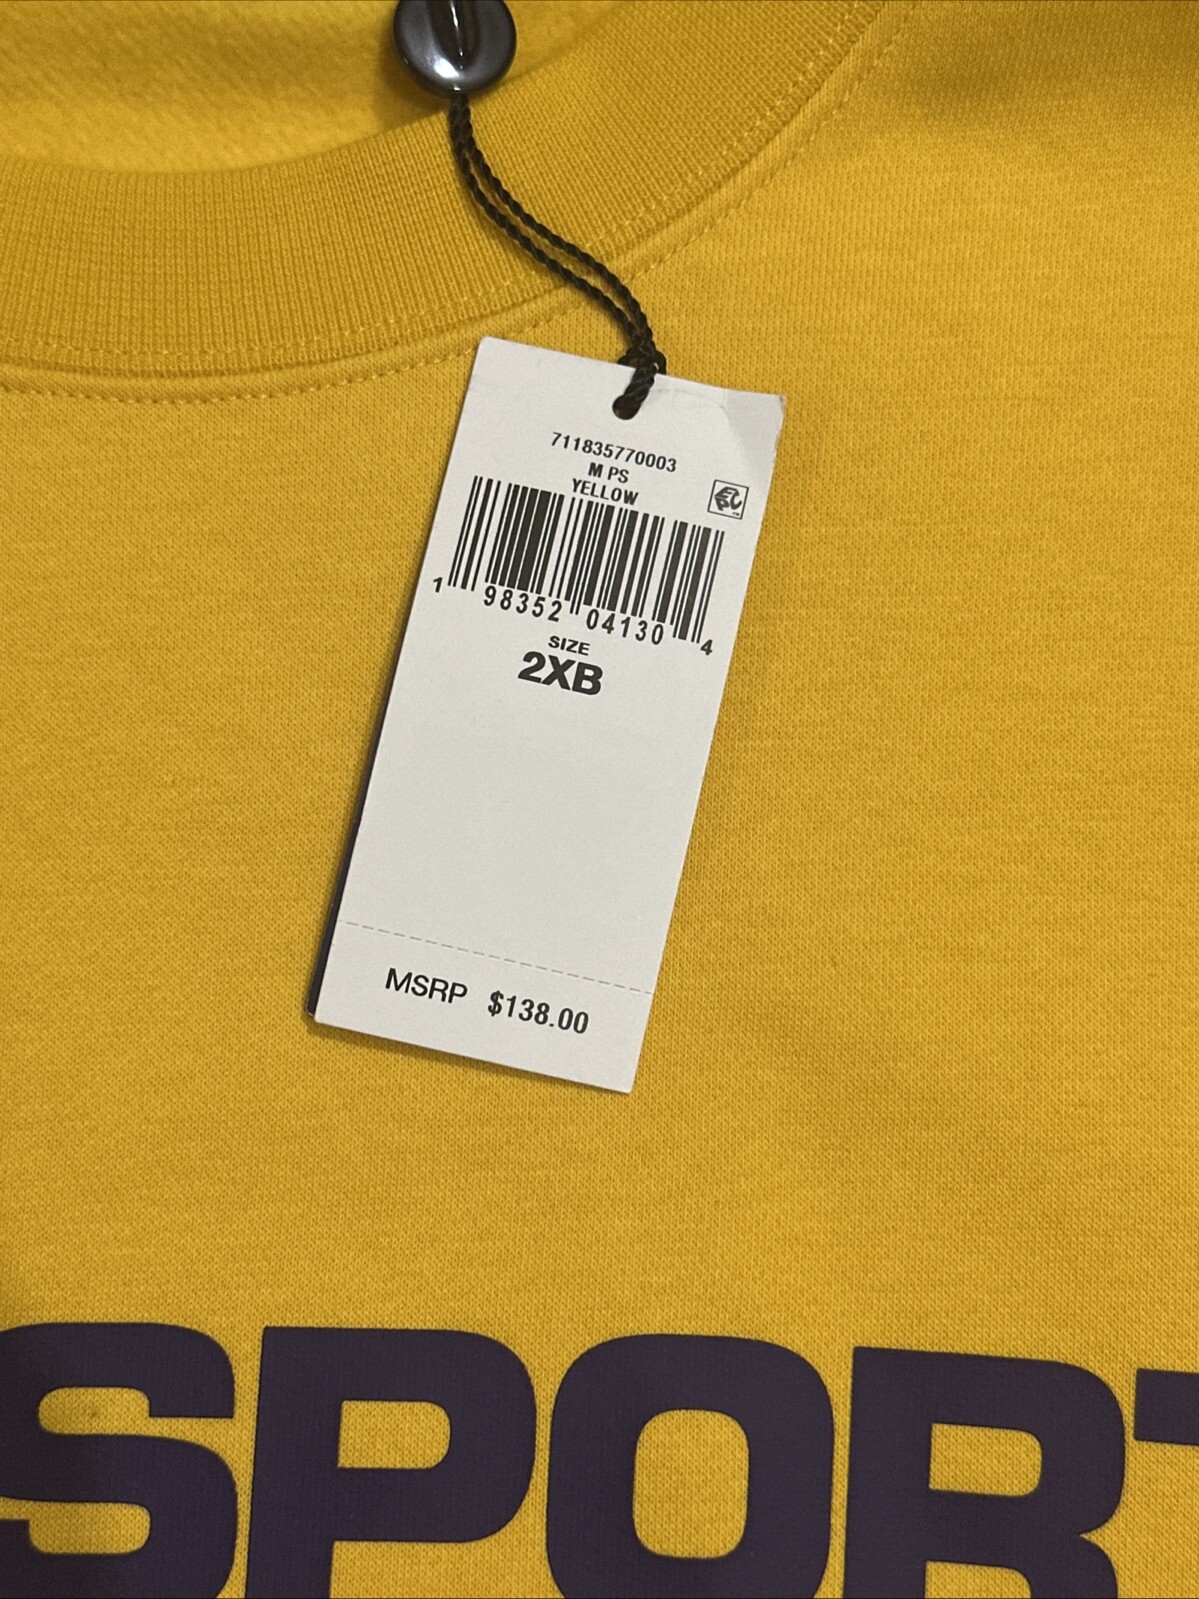 711835770003
M PS
YELLOW
1 98352 04130 4
SIZE
2XB
MSRP $138.00
SPORT